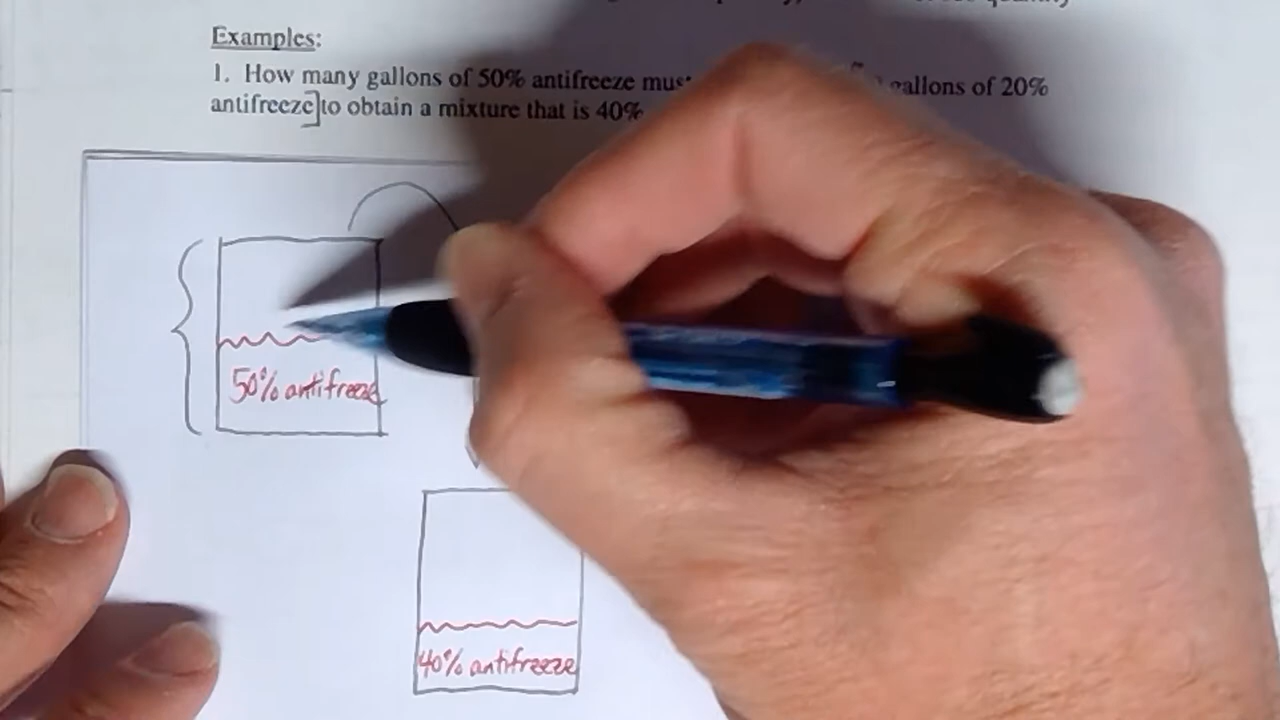 quantity
Examples:
1. How many gallons of 50% antifreeze gallons of 20%
antifreeze]to obtain a mixture that is 40%
50% antifreeze
40% antifreeze